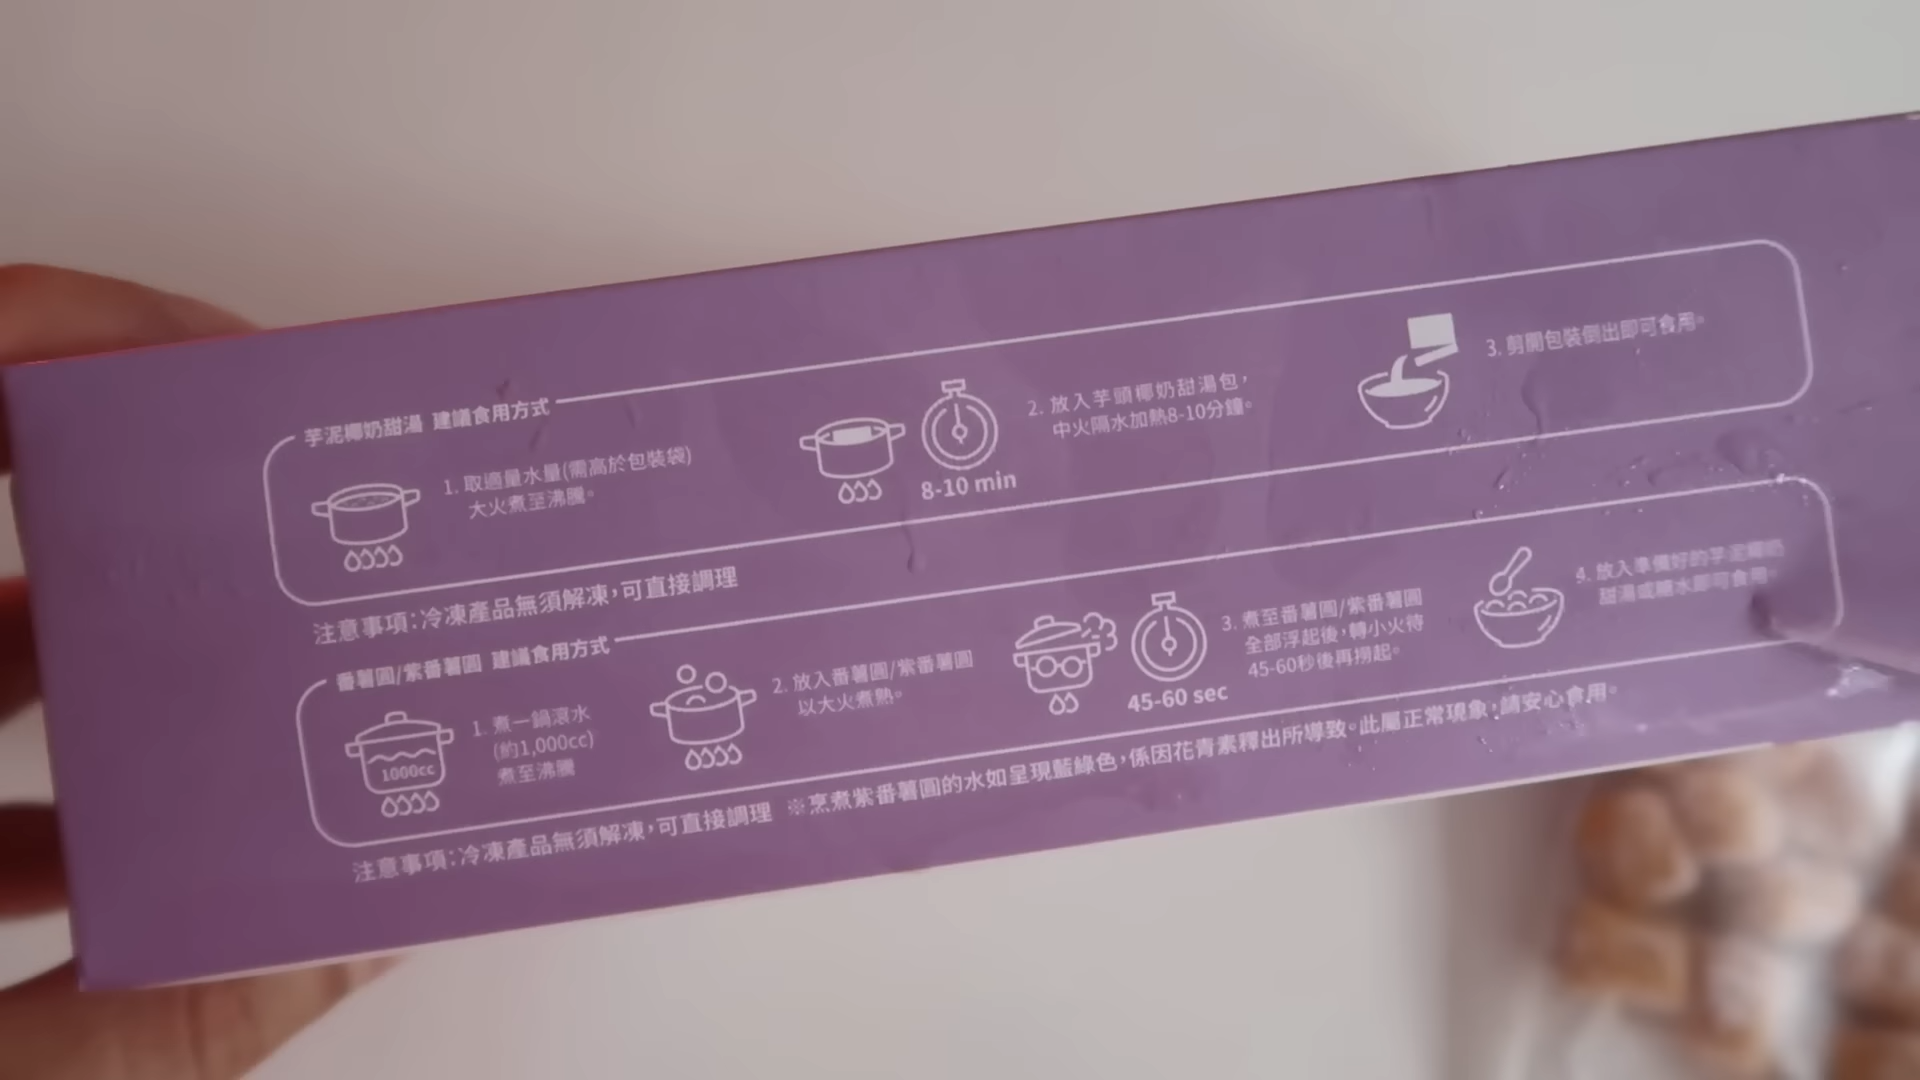 芋泥椰奶甜湯 建議食用方式
1. 取適量水量(需高於包裝袋)
大火煮至沸騰。
8-10 min
2. 放入芋頭椰奶甜湯包，
中火隔水加熱8-10分鐘。
3. 剪開包裝倒出即可食用。
注意事項：冷凍產品無須解凍，可直接調理
番薯圓/紫番薯圓 建議食用方式
1000cc
1. 煮一鍋滾水
(約1,000cc)
煮至沸騰
2. 放入番薯圓/紫番薯圓
以大火煮熟。
45-60 sec
3. 煮至番薯圓/紫番薯圓
全部浮起後，轉小火待
45-60秒後再撈起。
4. 放入準備好的芋泥椰奶
甜湯或糖水即可食用。
注意事項：冷凍產品無須解凍，可直接調理 ※烹煮紫番薯圓的水如呈現藍綠色，係因花青素釋出所導致。此屬正常現象，請安心食用。